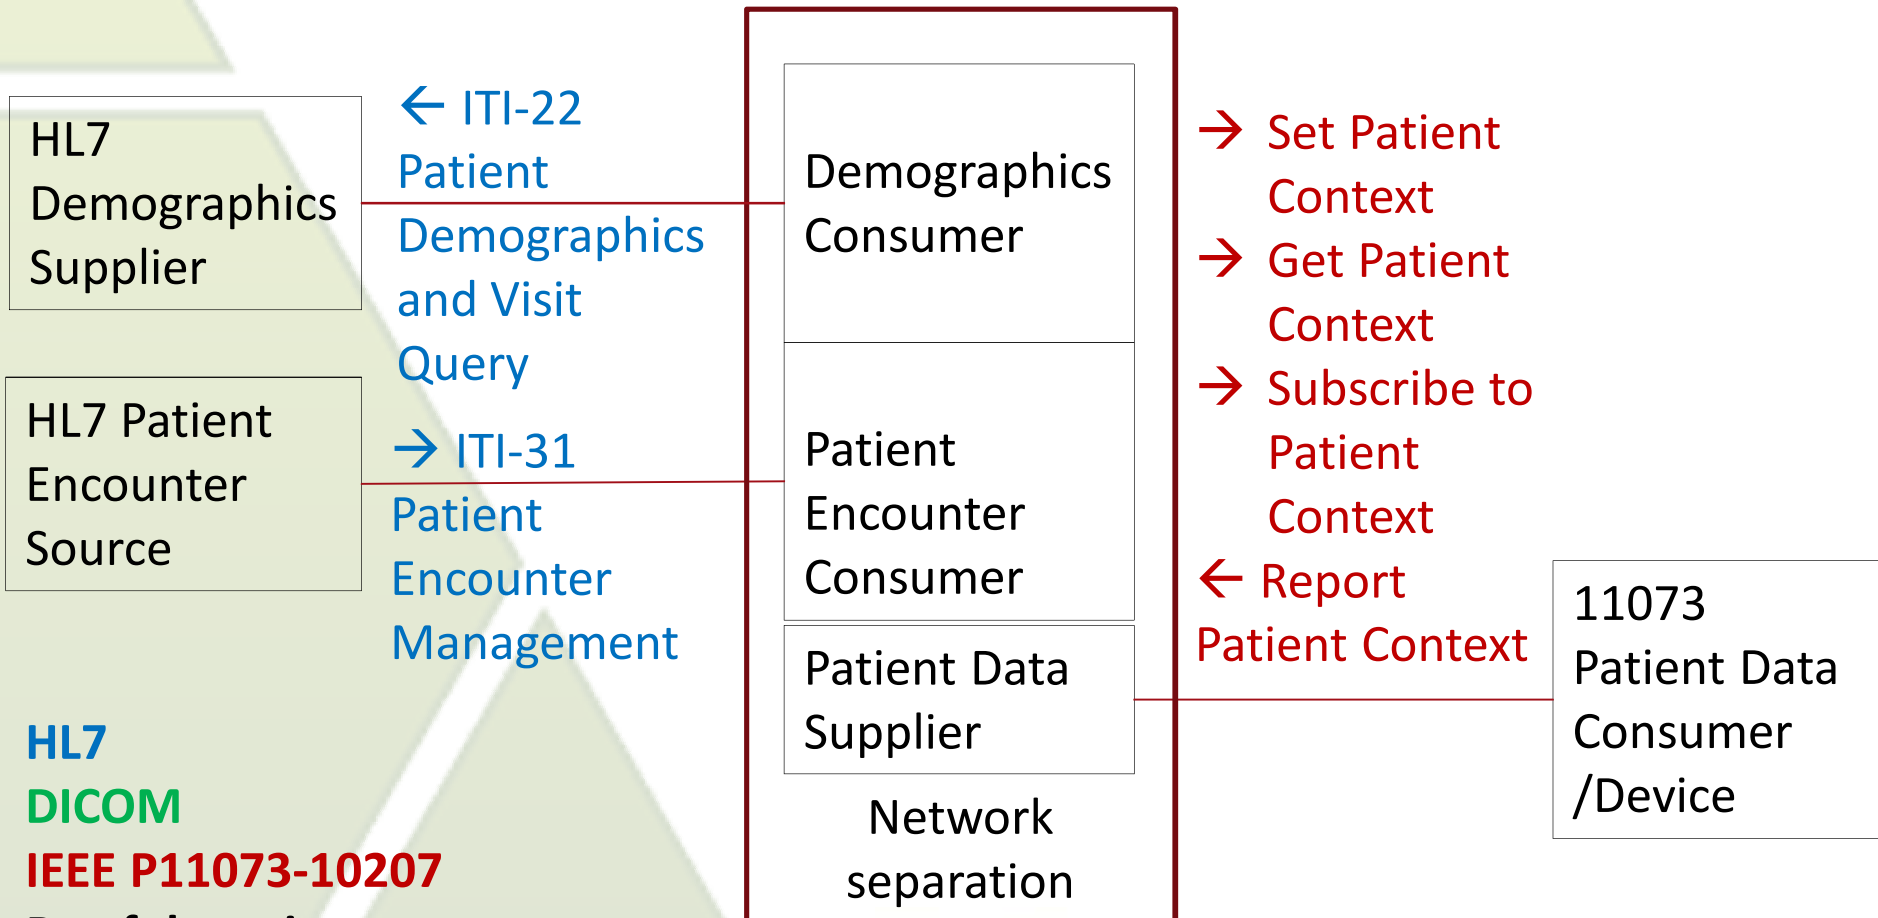 HL7
Demographics
Supplier
← ITI-22
Patient
Demographics
and Visit
Query
Demographics
Consumer
→ Set Patient
Context
→ Get Patient
Context
→ Subscribe to
Patient
Context
← Report
Patient Context
HL7 Patient
Encounter
Source
→ ITI-31
Patient
Encounter
Management
Patient
Encounter
Consumer
Patient Data
Supplier
Network
separation
11073
Patient Data
Consumer
/Device
HL7
DICOM
IEEE P11073-10207